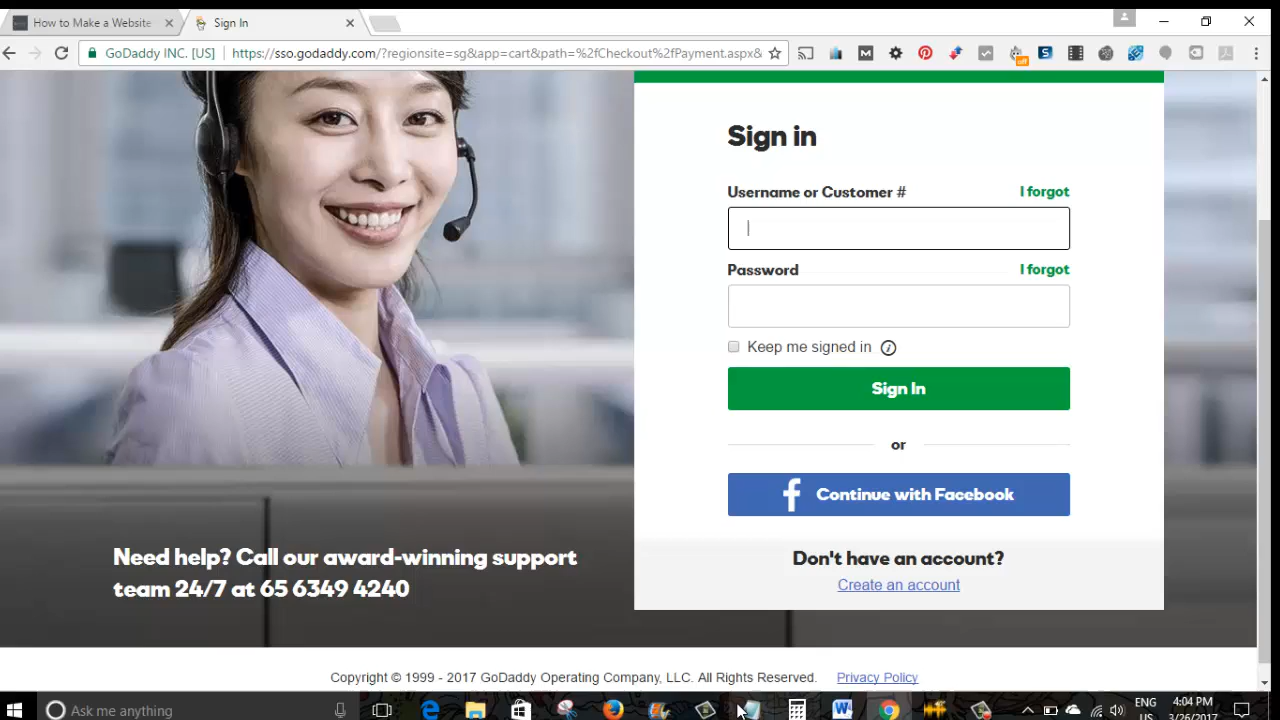 How to Make a Website
Sign In
GoDaddy INC. [US]
https://sso.godaddy.com/?regionsite=sg&app=cart&path=%2fCheckout%2fPayment.aspx&
off
Sign in
Username or Customer #
I forgot
Password
I forgot
Keep me signed in
Sign In
or
Continue with Facebook
Don't have an account?
Create an account
Need help? Call our award-winning support
team 24/7 at 65 6349 4240
Copyright © 1999 - 2017 GoDaddy Operating Company, LLC. All Rights Reserved.
Privacy Policy
Ask me anything
ENG
4:04 PM